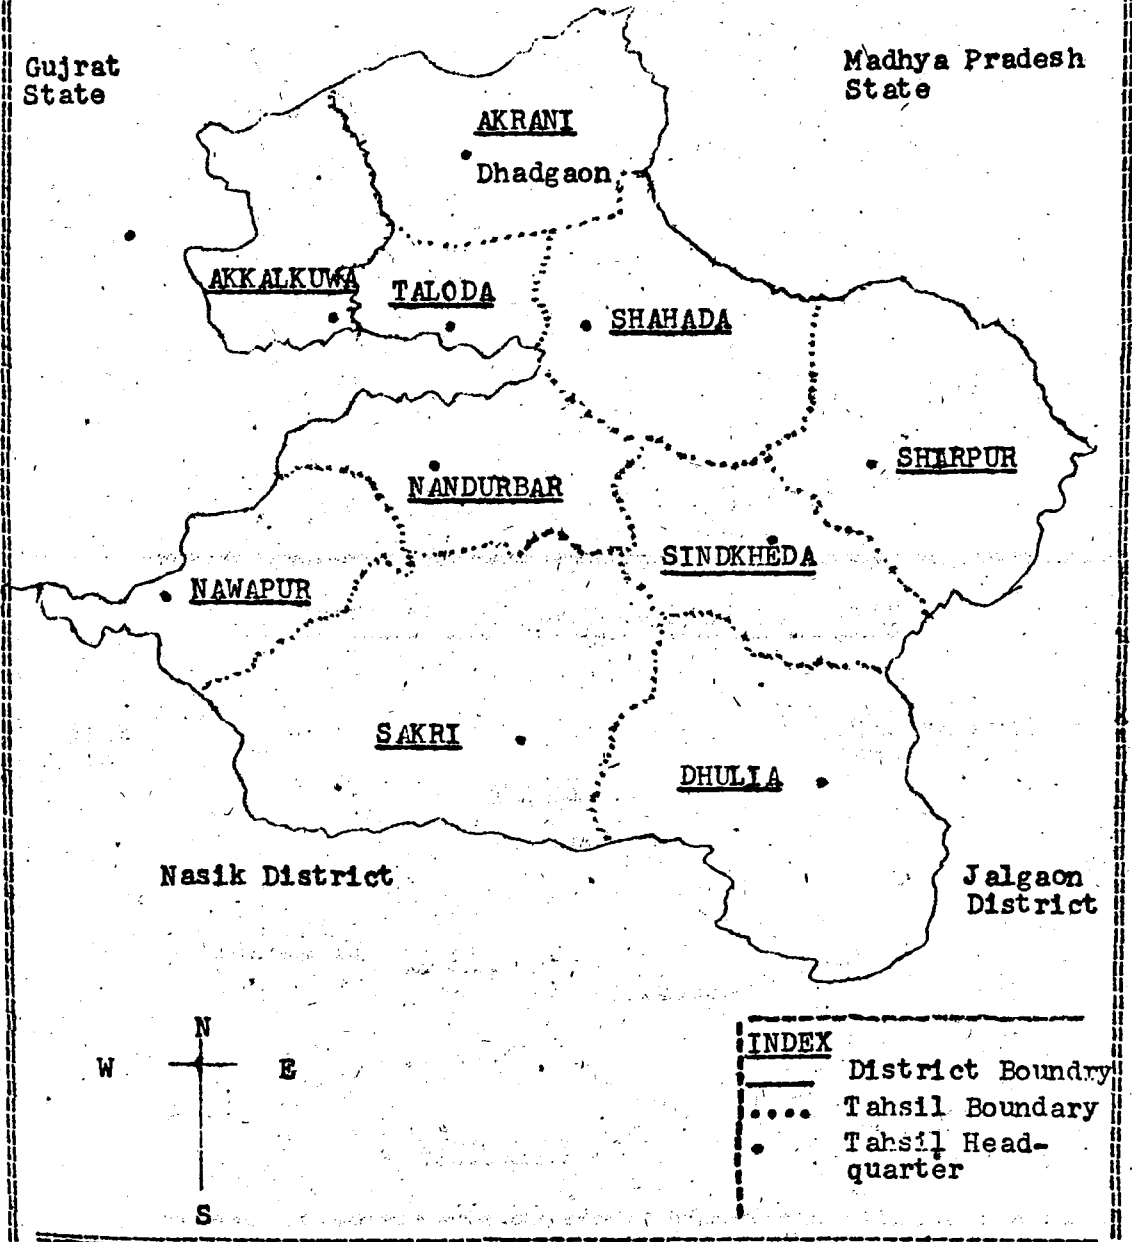 Gujrat
State
Madhya Pradesh
State
AKRANI
Dhadgaon
AKKALKUWA
TALODA
SHAHADA
SHARPUR
NANDURBAR
SINDKHEDA
NAWAPUR
SAKRI
DHULIA
Nasik District
Jalgaon
District
N
W E
S
INDEX
District Boundry
Tahsil Boundary
Tahsil Head-
quarter